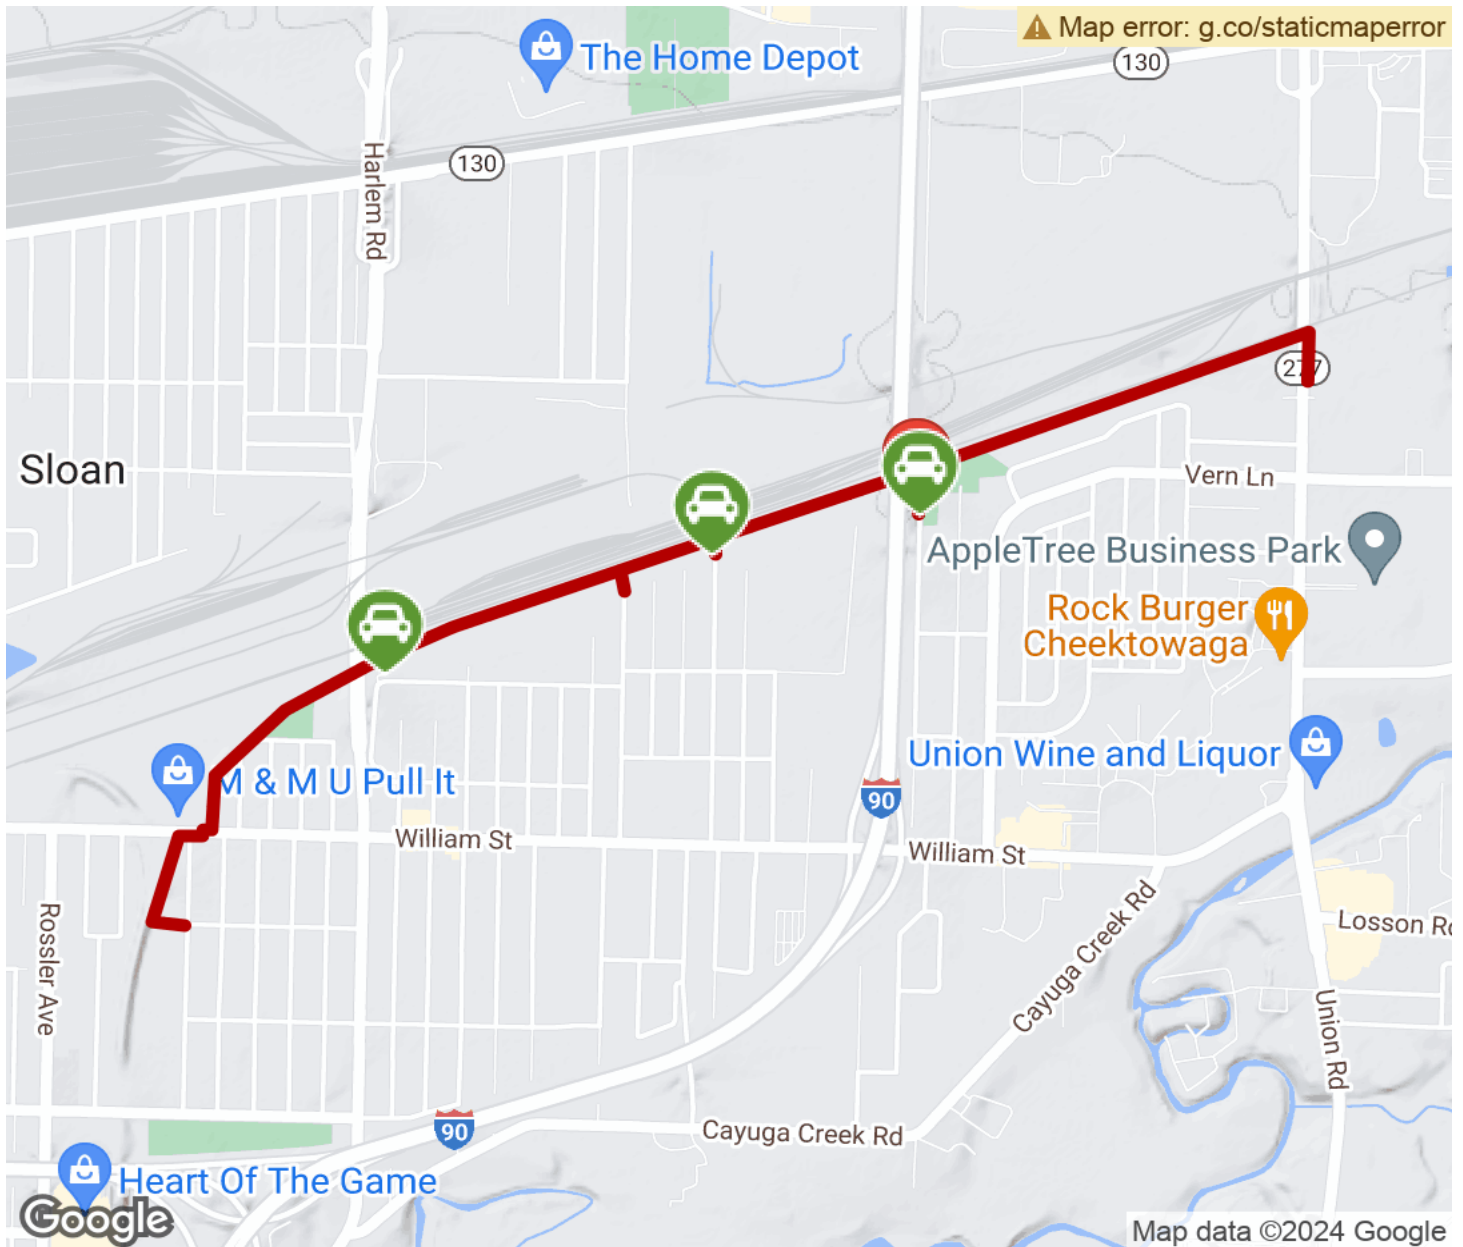 Map error: g.co/staticmaperror
The Home Depot
130
130
Harlem Rd
277
Sloan
Vern Ln
AppleTree Business Park
Rock Burger
Cheektowaga
M & M U Pull It
Union Wine and Liquor
90
William St
William St
Rossler Ave
Cayuga Creek Rd
Losson Rd
Union Rd
90
Cayuga Creek Rd
Heart Of The Game
Google
Map data ©2024 Google